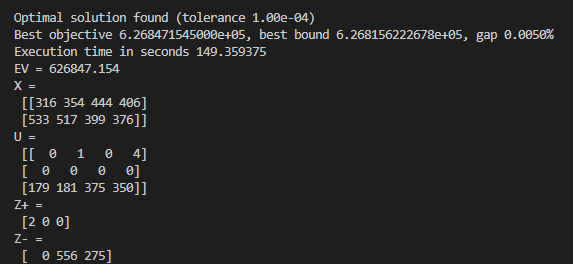 Optimal solution found (tolerance 1.00e-04)
Best objective 6.268471545000e+05, best bound 6.268156222678e+05, gap 0.0050%
Execution time in seconds 149.359375
EV = 626847.154
X =
[[316 354 444 406]
[533 517 399 376]]
U =
[[  0   1   0   4]
[  0   0   0   0]
[179 181 375 350]]
Z+ =
[2 0 0]
Z- =
[  0 556 275]